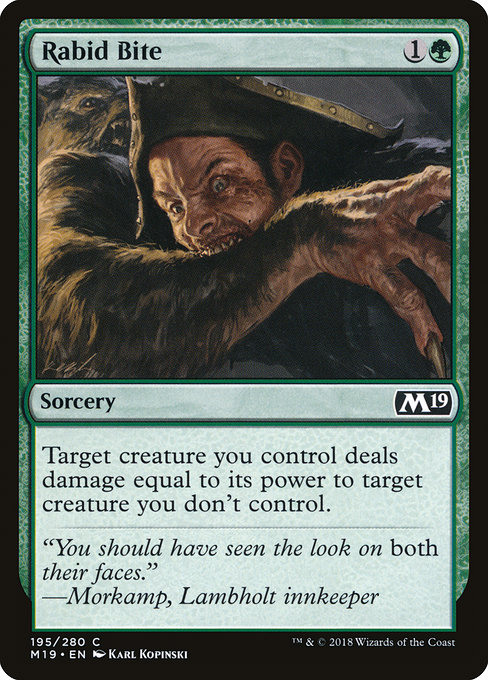 Rabid Bite 1
Sorcery M19
Target creature you control deals
damage equal to its power to target
creature you don't control.
"You should have seen the look on both
their faces."
—Morkamp, Lambholt innkeeper
195/280 C
M19 • EN Karl Kopinski
™ & © 2018 Wizards of the Coast